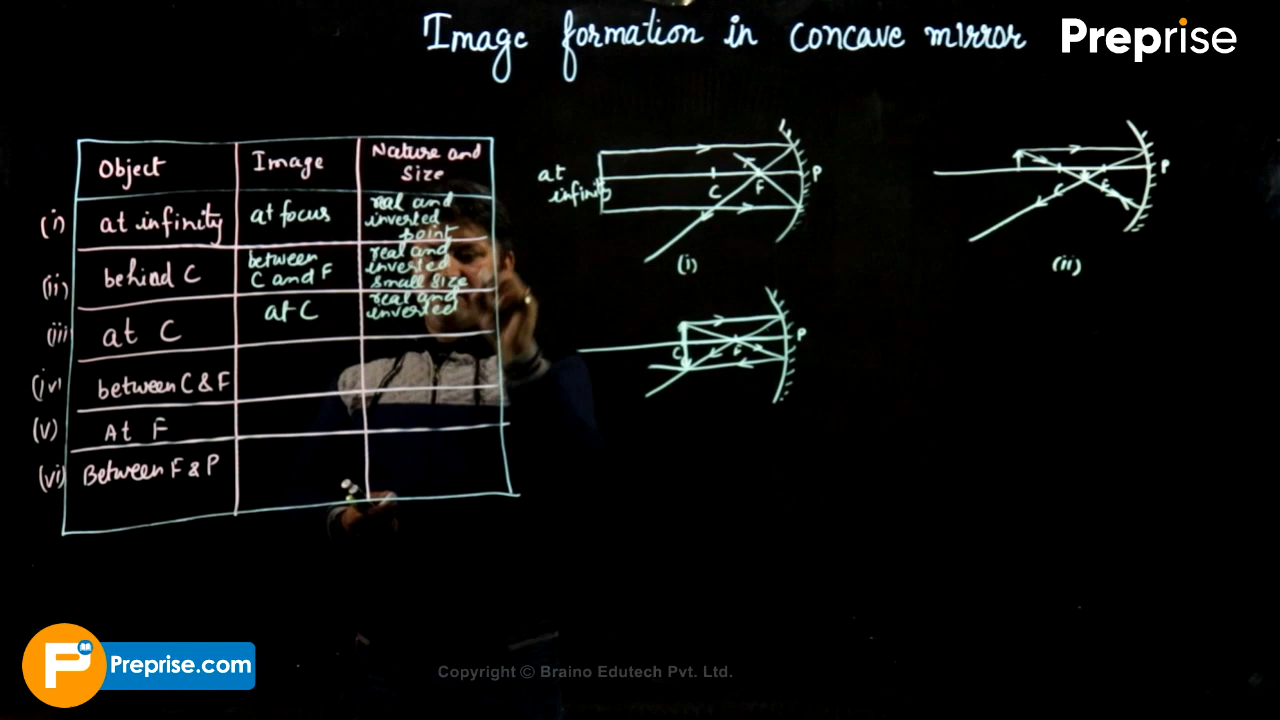 Image formation in concave mirror
Preprise
Object
Image
Nature and
Size
(i)
at infinity
at focus
real and
inverted
point
(ii)
behind C
between
C and F
real and
inverted
small size
(iii)
at C
at C
real and
inverted
(iv)
between C & F
(v)
At F
(vi)
Between F & P
at
infinity
C
F
P
(i)
C
F
P
(ii)
C
F
P
Preprise.com
Copyright © Braino Edutech Pvt. Ltd.